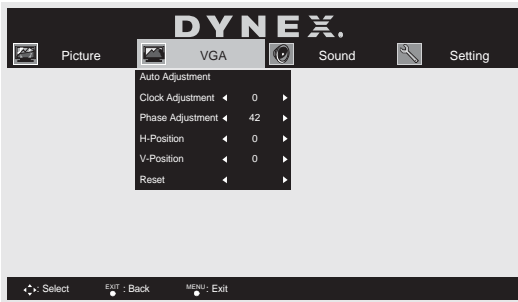 DYNEX.
Picture VGA Sound Setting
Auto Adjustment
Clock Adjustment 0
Phase Adjustment 42
H-Position 0
V-Position 0
Reset
: Select EXIT : Back MENU : Exit